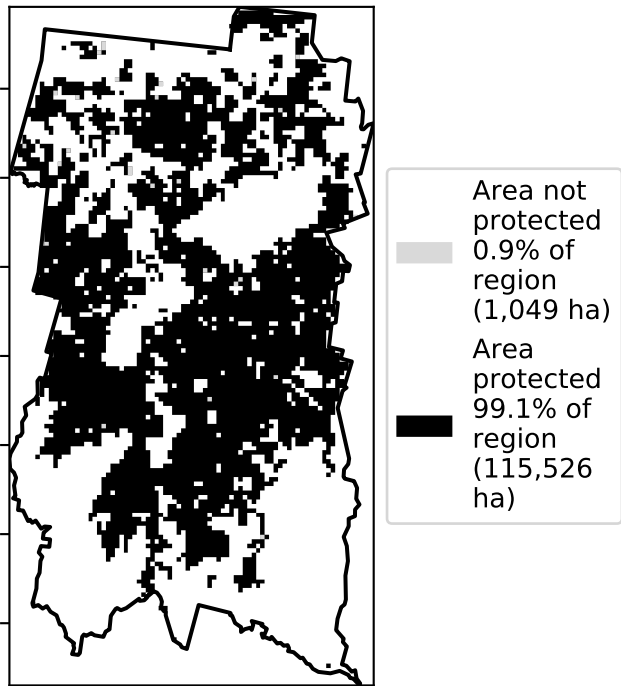 Area not
protected
0.9% of
region
(1,049 ha)
Area
protected
99.1% of
region
(115,526
ha)